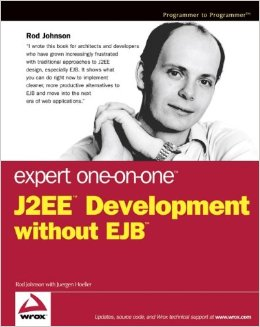 Programmer to Programmer™
Rod Johnson
"I wrote this book for architects and developers
who have grown increasingly frustrated
with traditional approaches to J2EE
design, especially EJB. It shows what
you can do right now to implement
cleaner, more productive alternatives to
EJB and move into the next
era of web applications."
expert one-on-one™
J2EE™ Development
without EJB™
Rod Johnson with Juergen Hoeller
wrox™
Updates, source code, and Wrox technical support at www.wrox.com